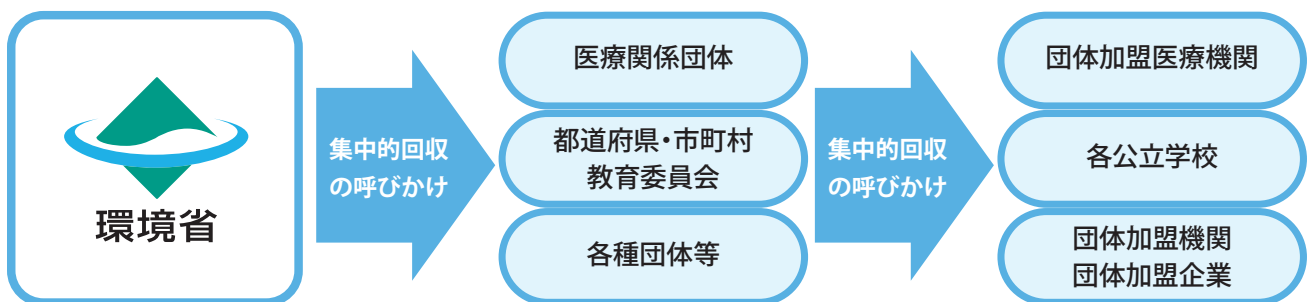 環境省
集中的回収
の呼びかけ
医療関係団体
都道府県・市町村
教育委員会
各種団体等
集中的回収
の呼びかけ
団体加盟医療機関
各公立学校
団体加盟機関
団体加盟企業